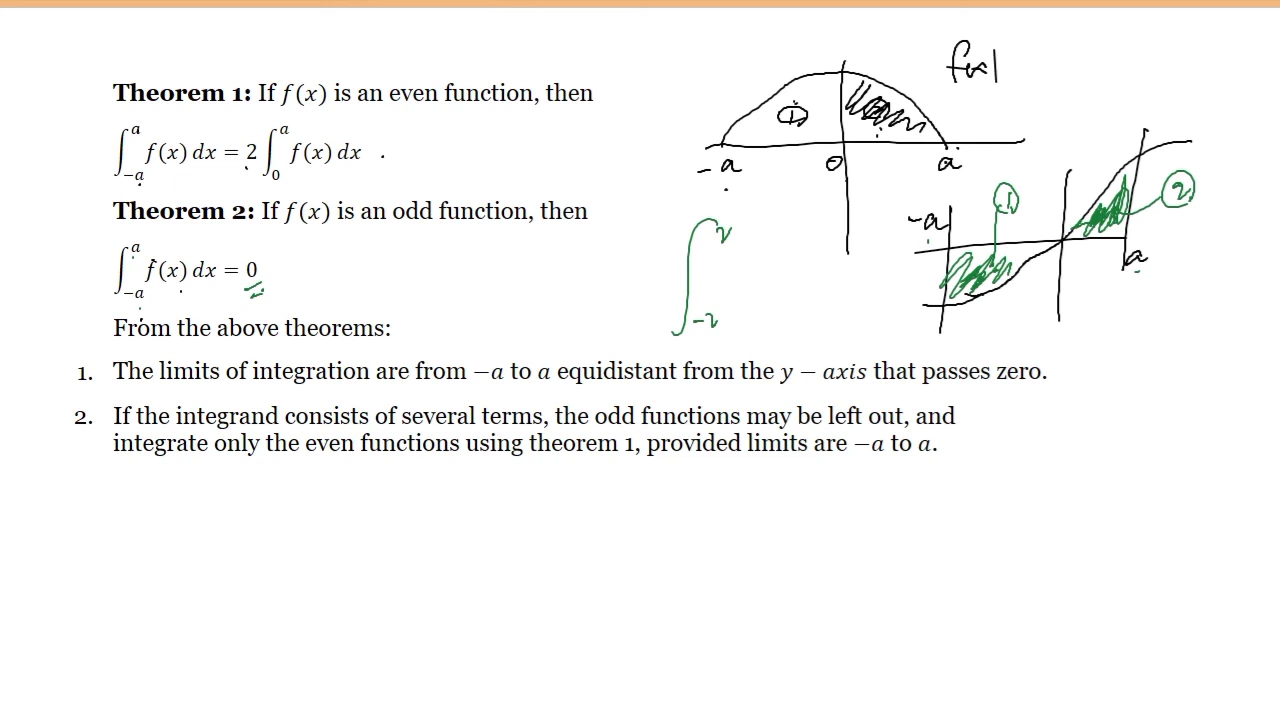 Theorem 1: If f(x) is an even function, then
∫_{-a}^{a} f(x) dx = 2 ∫_{0}^{a} f(x) dx .
Theorem 2: If f(x) is an odd function, then
∫_{-a}^{a} f(x) dx = 0
From the above theorems:
1. The limits of integration are from −a to a equidistant from the y − axis that passes zero.
2. If the integrand consists of several terms, the odd functions may be left out, and
integrate only the even functions using theorem 1, provided limits are −a to a.
f(x)
1
-a 0 a
1
2
-a
a
∫_{-2}^{2}